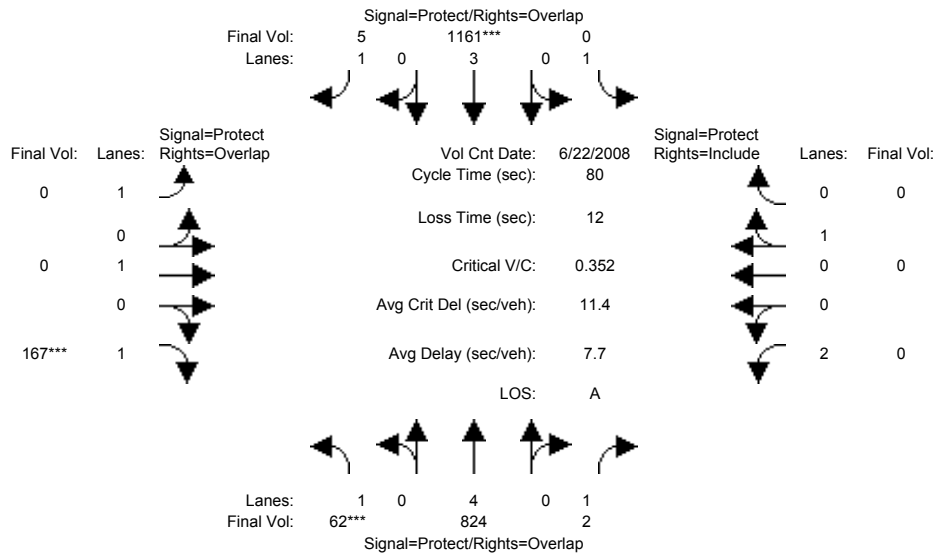 Signal=Protect/Rights=Overlap
Final Vol: 5 1161*** 0
Lanes: 1 0 3 0 1
Signal=Protect
Final Vol: Lanes: Rights=Overlap
Vol Cnt Date: 6/22/2008
Signal=Protect
Rights=Include Lanes: Final Vol:
Cycle Time (sec): 80
0 1
0 0
Loss Time (sec): 12
0
1
0 1
Critical V/C: 0.352
0 0
0
Avg Crit Del (sec/veh): 11.4
0
167*** 1
Avg Delay (sec/veh): 7.7
2 0
LOS: A
Lanes: 1 0 4 0 1
Final Vol: 62*** 824 2
Signal=Protect/Rights=Overlap